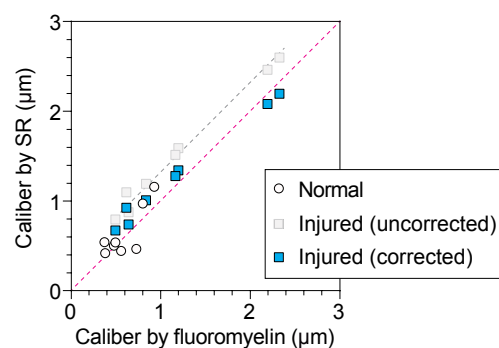 3
2
1
0
0
1
2
3
Caliber by SR (µm)
Caliber by fluoromyelin (µm)
Normal
Injured (uncorrected)
Injured (corrected)